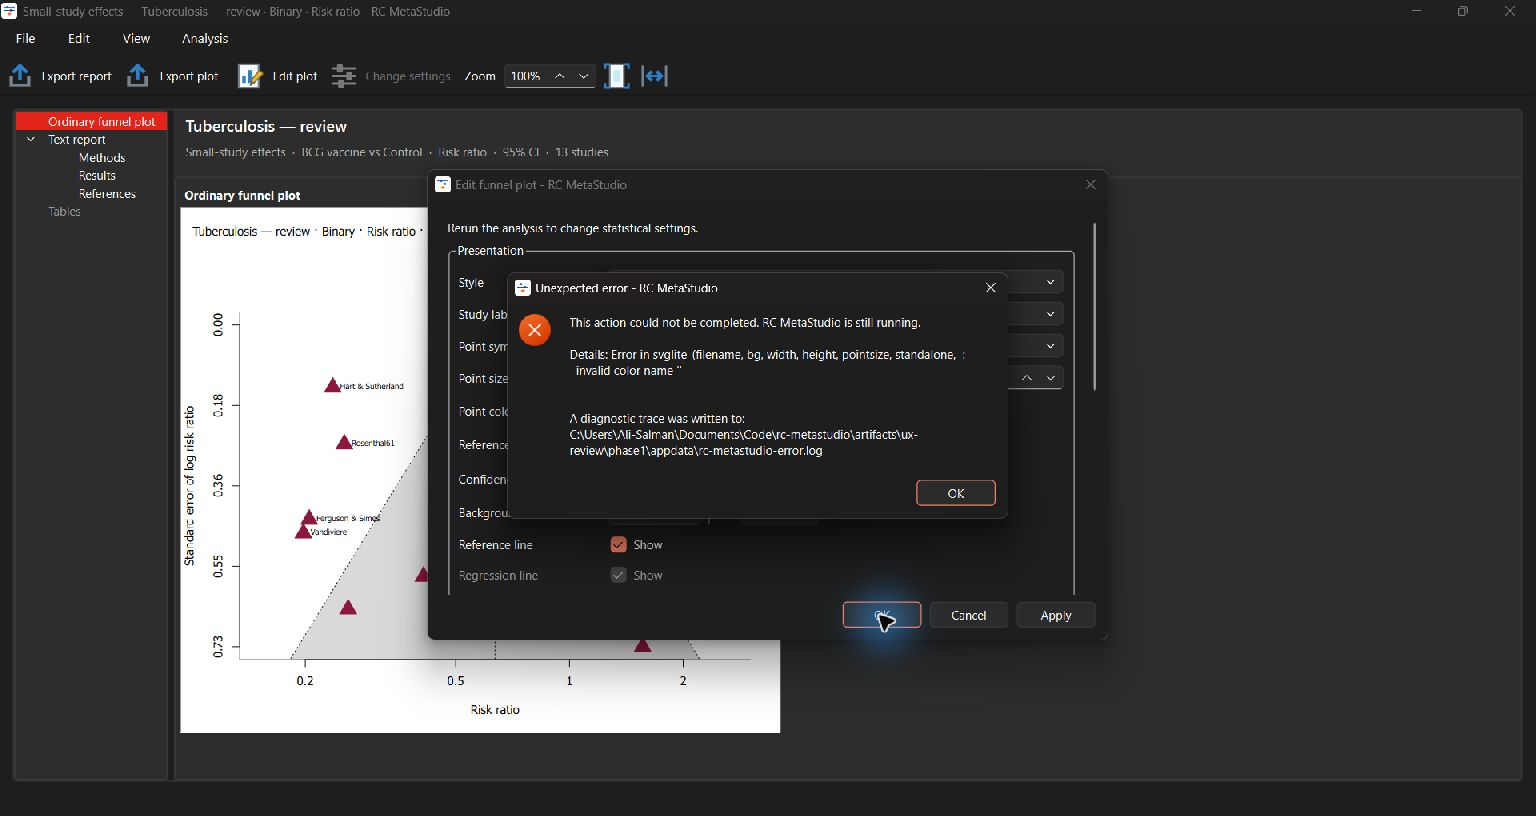 Small-study effects Tuberculosis review · Binary · Risk ratio RC MetaStudio
File Edit View Analysis
Export report Export plot Edit plot Change settings Zoom 100%
Ordinary funnel plot
Text report
Methods
Results
References
Tables
Tuberculosis — review
Small-study effects · BCG vaccine vs Control · Risk ratio · 95% CI · 13 studies
Ordinary funnel plot
Tuberculosis — review · Binary · Risk ratio ·
0.00
0.18
0.36
0.55
0.73
Standard error of log risk ratio
Hart & Sutherland
Rosenthal61
Ferguson & Simes
Vandiviere
0.2 0.5 1 2
Risk ratio
Edit funnel plot - RC MetaStudio
Rerun the analysis to change statistical settings.
Presentation
Style
Study lab
Point sym
Point size
Point colo
Reference
Confiden
Backgrou
Reference line Show
Regression line Show
OK Cancel Apply
Unexpected error - RC MetaStudio
This action could not be completed. RC MetaStudio is still running.
Details: Error in svglite (filename, bg, width, height, pointsize, standalone, :
invalid color name ''
A diagnostic trace was written to:
C:\Users\Ali-Salman\Documents\Code\rc-metastudio\artifacts\ux-
review\phase1\appdata\rc-metastudio-error.log
OK